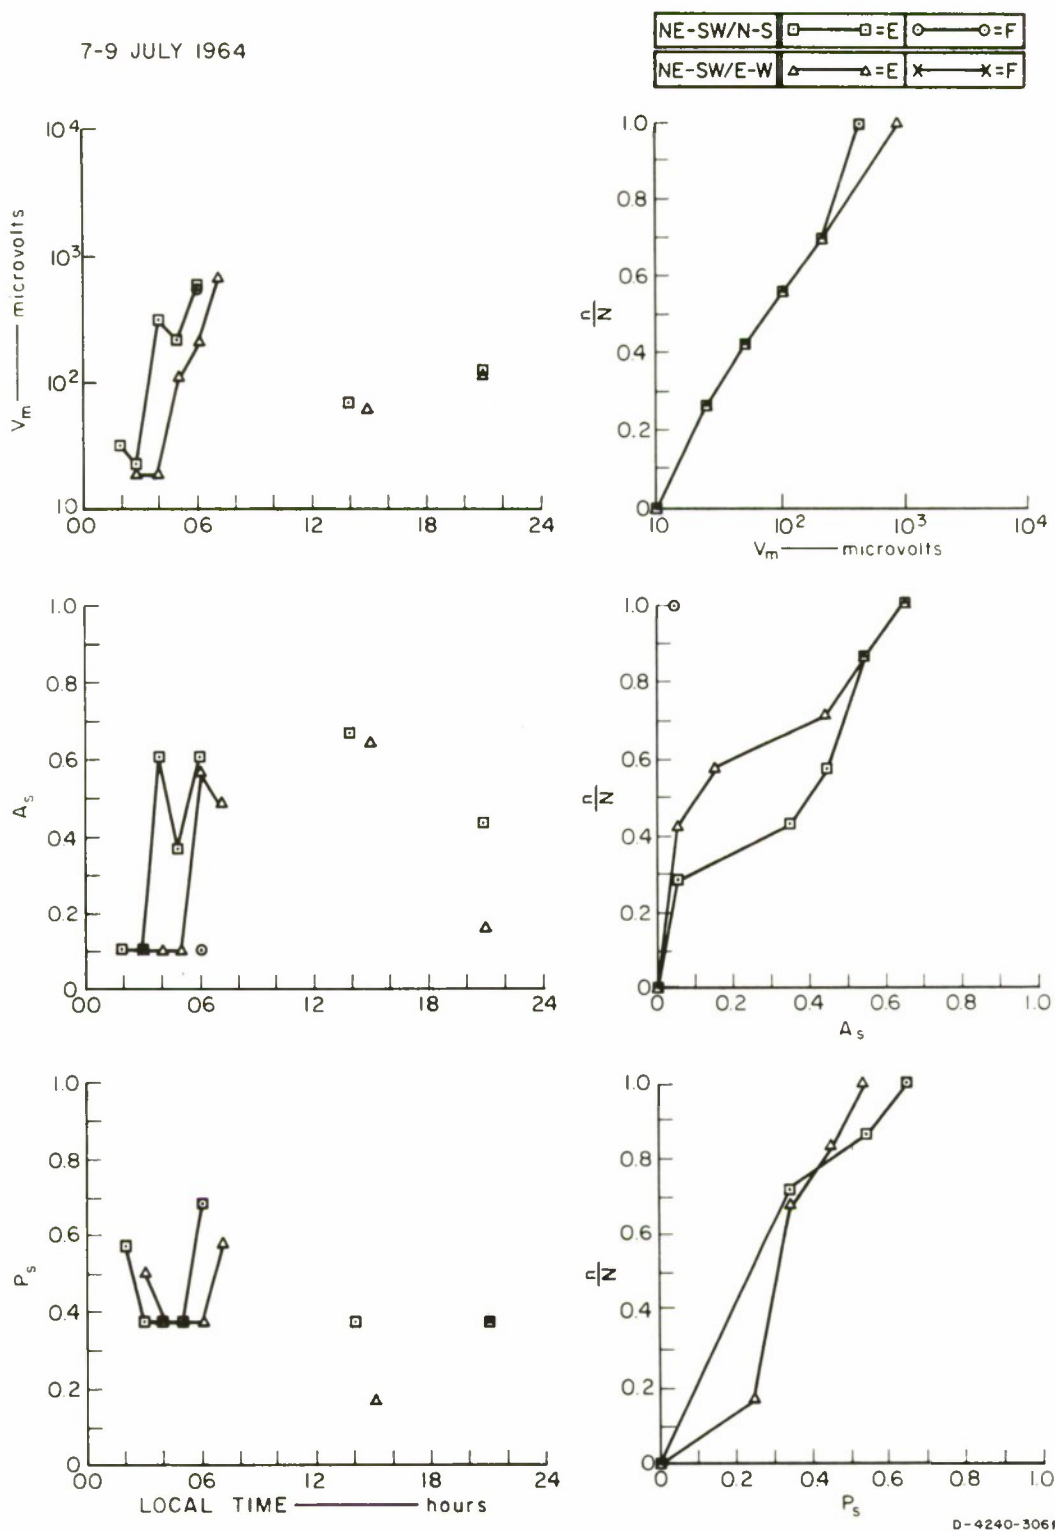 7-9 JULY 1964
NE-SW/N-S =E =F
NE-SW/E-W =E =F
10⁴
10³
10²
10
Vm — microvolts
00 06 12 18 24
1.0
0.8
0.6
0.4
0.2
0
n/N
10 10² 10³ 10⁴
Vm — microvolts
1.0
0.8
0.6
0.4
0.2
0
As
00 06 12 18 24
1.0
0.8
0.6
0.4
0.2
0
n/N
0 0.2 0.4 0.6 0.8 1.0
As
1.0
0.8
0.6
0.4
0.2
0
Ps
00 06 12 18 24
LOCAL TIME — hours
1.0
0.8
0.6
0.4
0.2
0
n/N
0 0.2 0.4 0.6 0.8 1.0
Ps